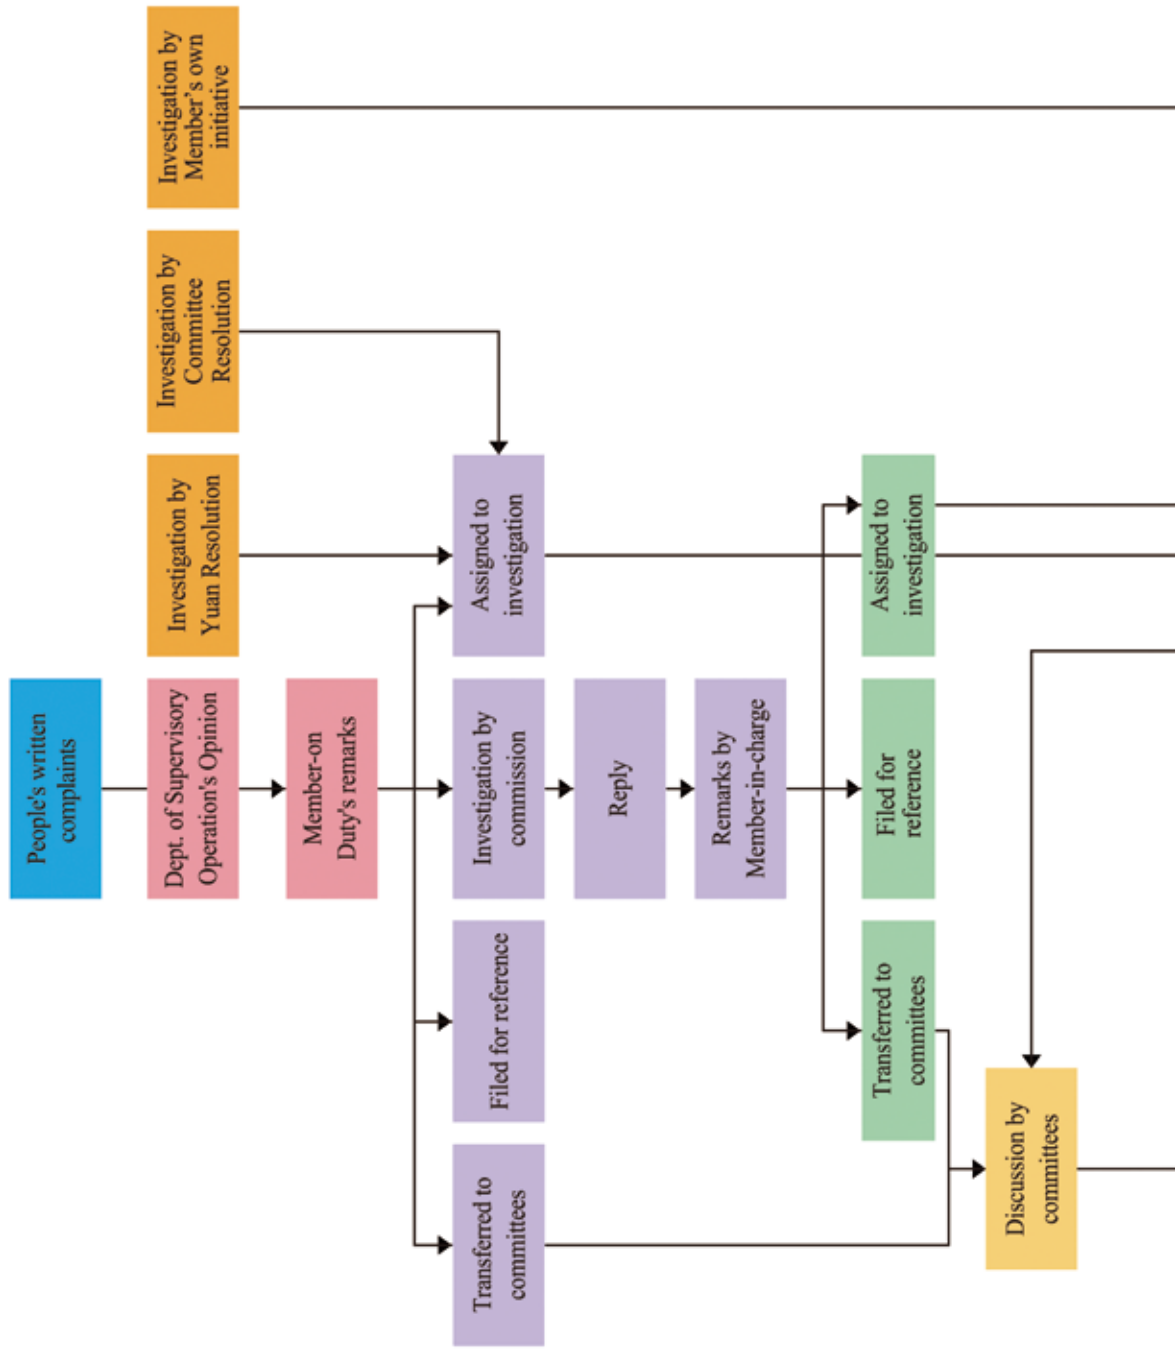 People's written
complaints
Investigation by
Member's own
initiative
Investigation by
Committee
Resolution
Investigation by
Yuan Resolution
Dept. of Supervisory
Operation's Opinion
Member-on
Duty's remarks
Assigned to
investigation
Investigation by
commission
Filed for reference
Transferred to
committees
Reply
Remarks by
Member-in-charge
Assigned to
investigation
Filed for
reference
Transferred to
committees
Discussion by
committees